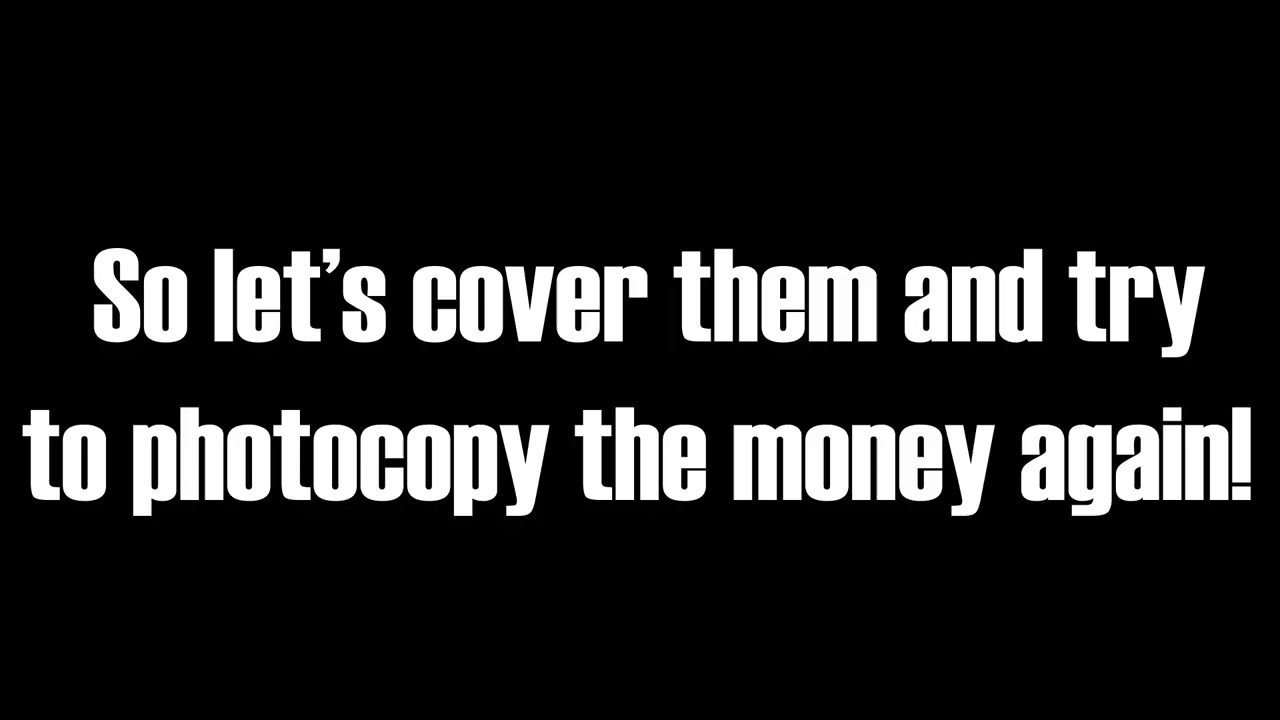 So let’s cover them and try
to photocopy the money again!